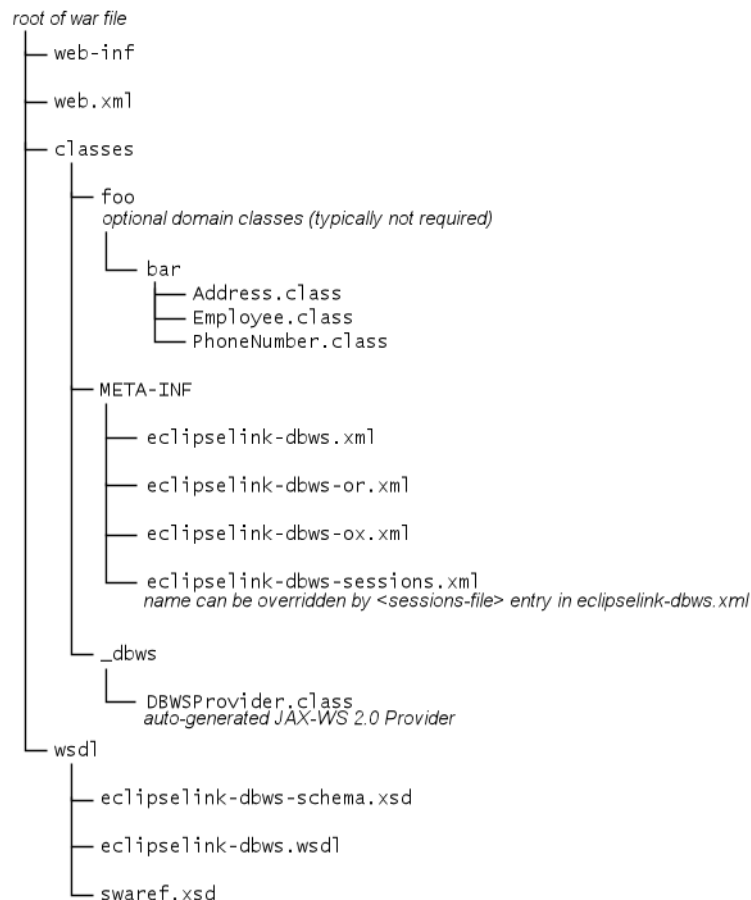 root of war file
web-inf
web.xml
classes
foo
optional domain classes (typically not required)
bar
Address.class
Employee.class
PhoneNumber.class
META-INF
eclipselink-dbws.xml
eclipselink-dbws-or.xml
eclipselink-dbws-ox.xml
eclipselink-dbws-sessions.xml
name can be overridden by <sessions-file> entry in eclipselink-dbws.xml
_dbws
DBWSProvider.class
auto-generated JAX-WS 2.0 Provider
wsdl
eclipselink-dbws-schema.xsd
eclipselink-dbws.wsdl
swaref.xsd